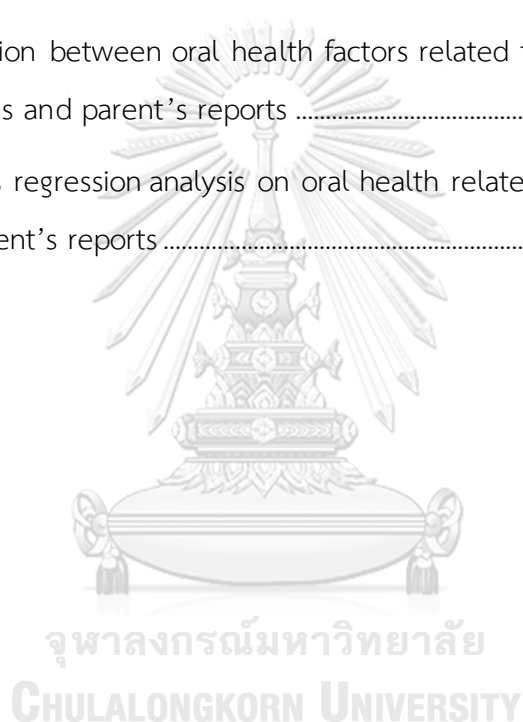 ion between oral health factors related t
s and parent's reports ................................................
s regression analysis on oral health relate
ent's reports ................................................................................
จุฬาลงกรณ์มหาวิทยาลัย
CHULALONGKORN UNIVERSITY